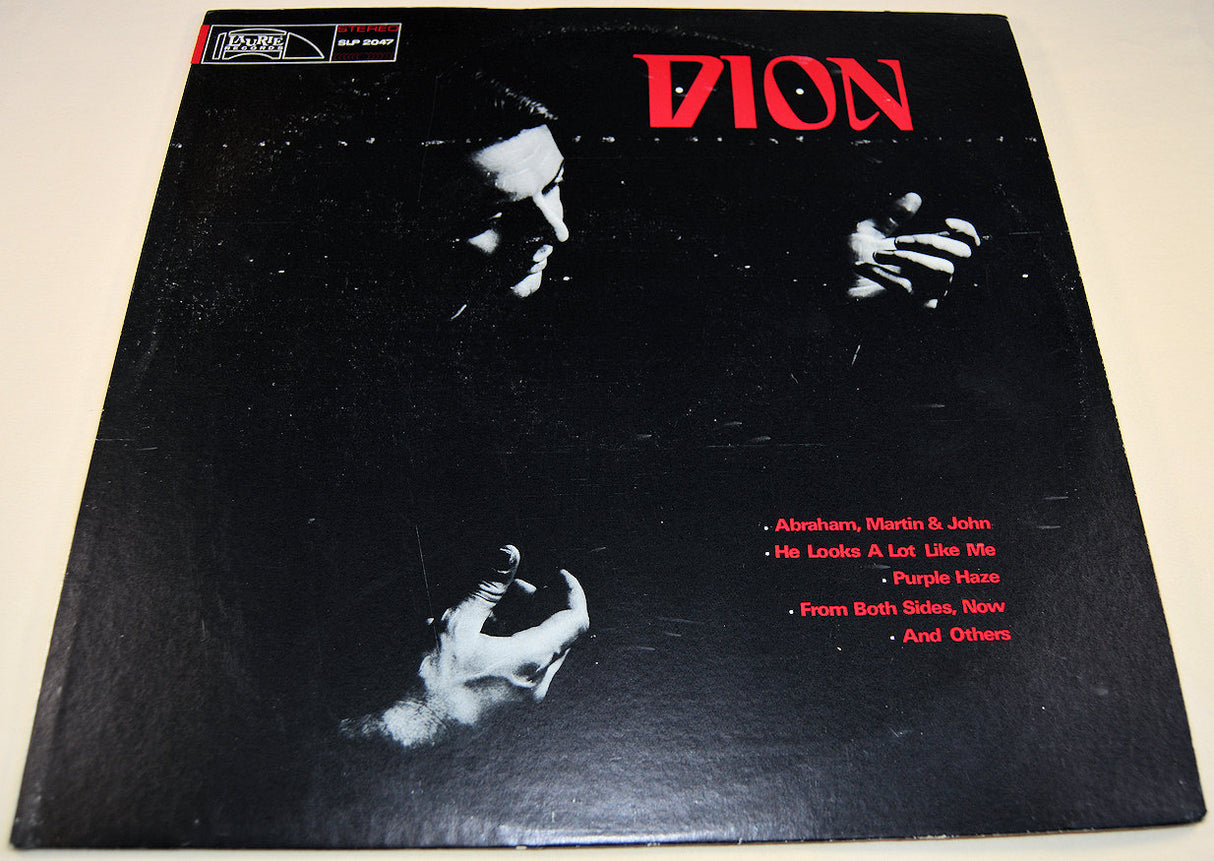 LAURIE
RECORDS
STEREO
SLP 2047
DION
Abraham, Martin & John
He Looks A Lot Like Me
Purple Haze
From Both Sides, Now
And Others